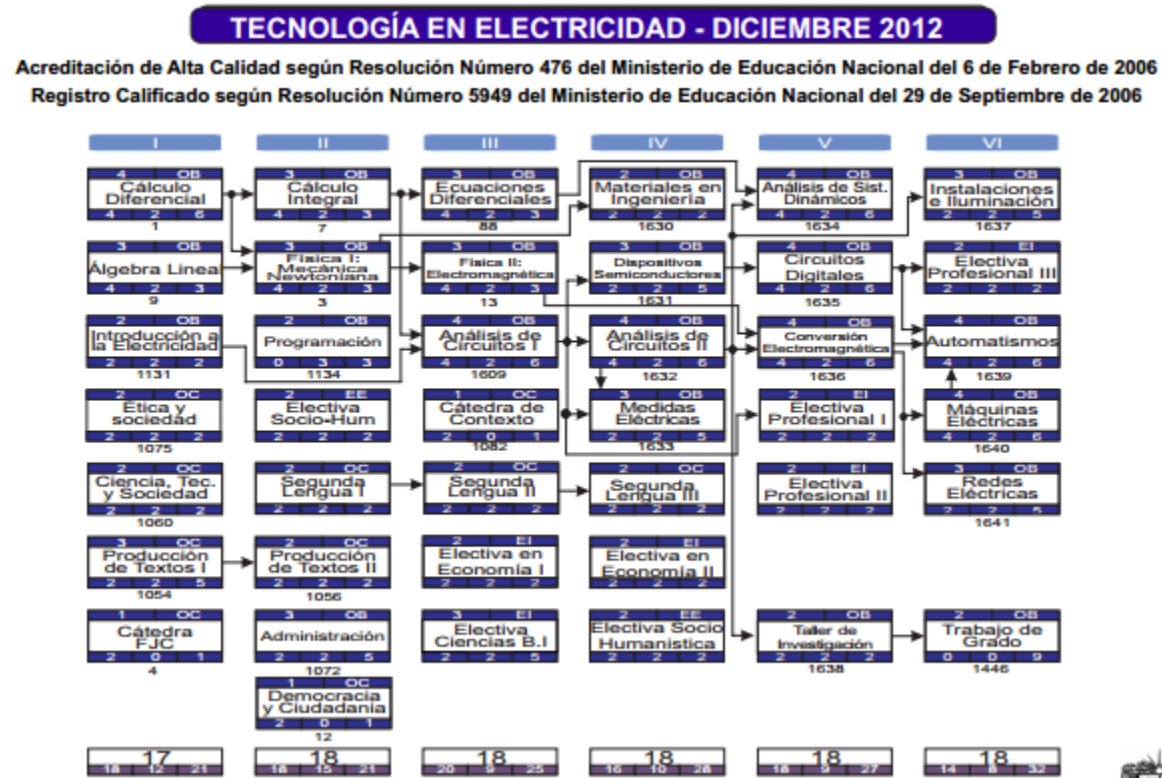 TECNOLOGÍA EN ELECTRICIDAD - DICIEMBRE 2012
Acreditación de Alta Calidad según Resolución Número 476 del Ministerio de Educación Nacional del 6 de Febrero de 2006
Registro Calificado según Resolución Número 5949 del Ministerio de Educación Nacional del 29 de Septiembre de 2006
I II III IV V VI
4 OB 3 OB 3 OB 2 OB 4 OB 3 OB
Cálculo Diferencial
Cálculo Integral
Ecuaciones Diferenciales
Materiales en Ingeniería
Análisis de Sist. Dinámicos
Instalaciones e Iluminación
4 2 6 4 2 3 4 2 3 2 2 2 4 2 6 2 2 5
1 7 88 1630 1634 1637
3 OB 3 OB 3 OB 3 OB 4 OB 2 EI
Álgebra Lineal
Física I: Mecánica Newtoniana
Física II: Electromagnética
Dispositivos Semiconductores
Circuitos Digitales
Electiva Profesional III
4 2 3 4 2 3 4 2 3 2 2 5 4 2 6 2 2 2
9 3 13 1631 1635
2 OB 2 OB 4 OB 4 OB 4 OB 4 OB
Introducción a la Electricidad
Programación
Análisis de Circuitos I
Análisis de Circuitos II
Conversión Electromagnética
Automatismos
2 2 2 0 3 3 4 2 6 4 2 6 4 2 6 4 2 6
1131 1134 1609 1632 1636 1639
2 OC 2 EE 1 OC 3 OB 2 EI 4 OB
Ética y sociedad
Electiva Socio-Hum
Cátedra de Contexto
Medidas Eléctricas
Electiva Profesional I
Máquinas Eléctricas
2 2 2 2 2 2 2 0 1 2 2 5 2 2 2 4 2 6
1075 1082 1633 1640
2 OC 2 OC 2 OC 2 OC 2 EI 3 OB
Ciencia, Tec. y Sociedad
Segunda Lengua I
Segunda Lengua II
Segunda Lengua III
Electiva Profesional II
Redes Eléctricas
2 2 2 2 2 2 2 2 2 2 2 2 2 2 2 2 2 5
1060 1641
3 OC 2 OC 2 EI 2 EI
Producción de Textos I
Producción de Textos II
Electiva en Economía I
Electiva en Economía II
2 2 5 2 2 2 2 2 2 2 2 2
1054 1056
1 OC 3 OB 3 EI 2 EE 2 OB 2 OB
Cátedra FJC
Administración
Electiva Ciencias B.I
Electiva Socio Humanistica
Taller de Investigación
Trabajo de Grado
2 0 1 2 2 5 2 2 5 2 2 2 2 2 2 0 0 9
4 1072 1638 1446
1 OC
Democracia y Ciudadania
2 0 1
12
17 18 18 18 18 18
18 12 21 18 15 21 20 9 25 16 10 28 18 9 27 14 7 32